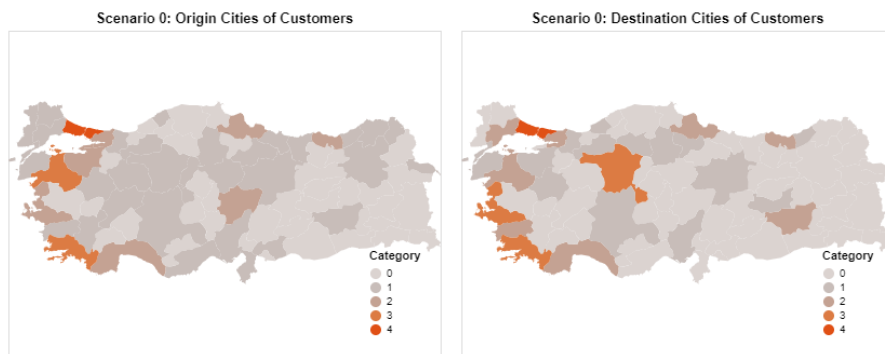 Scenario 0: Origin Cities of Customers
Category
0
1
2
3
4
Scenario 0: Destination Cities of Customers
Category
0
1
2
3
4